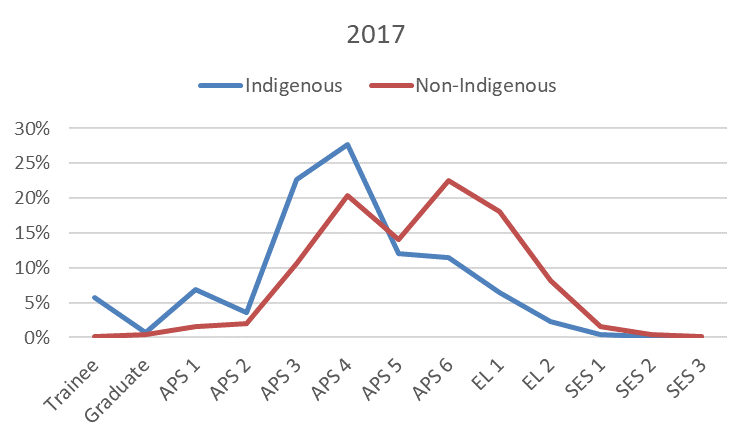 2017
Indigenous Non-Indigenous
30%
25%
20%
15%
10%
5%
0%
Trainee
Graduate
APS 1
APS 2
APS 3
APS 4
APS 5
APS 6
EL 1
EL 2
SES 1
SES 2
SES 3